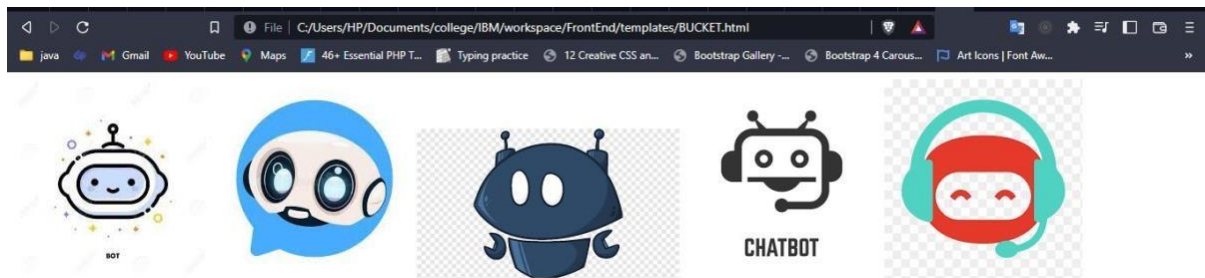 File | C:/Users/HP/Documents/college/IBM/workspace/FrontEnd/templates/BUCKET.html
java Gmail YouTube Maps 46+ Essential PHP T... Typing practice 12 Creative CSS an... Bootstrap Gallery -... Bootstrap 4 Carous... Art Icons | Font Aw... »
BOT
CHATBOT